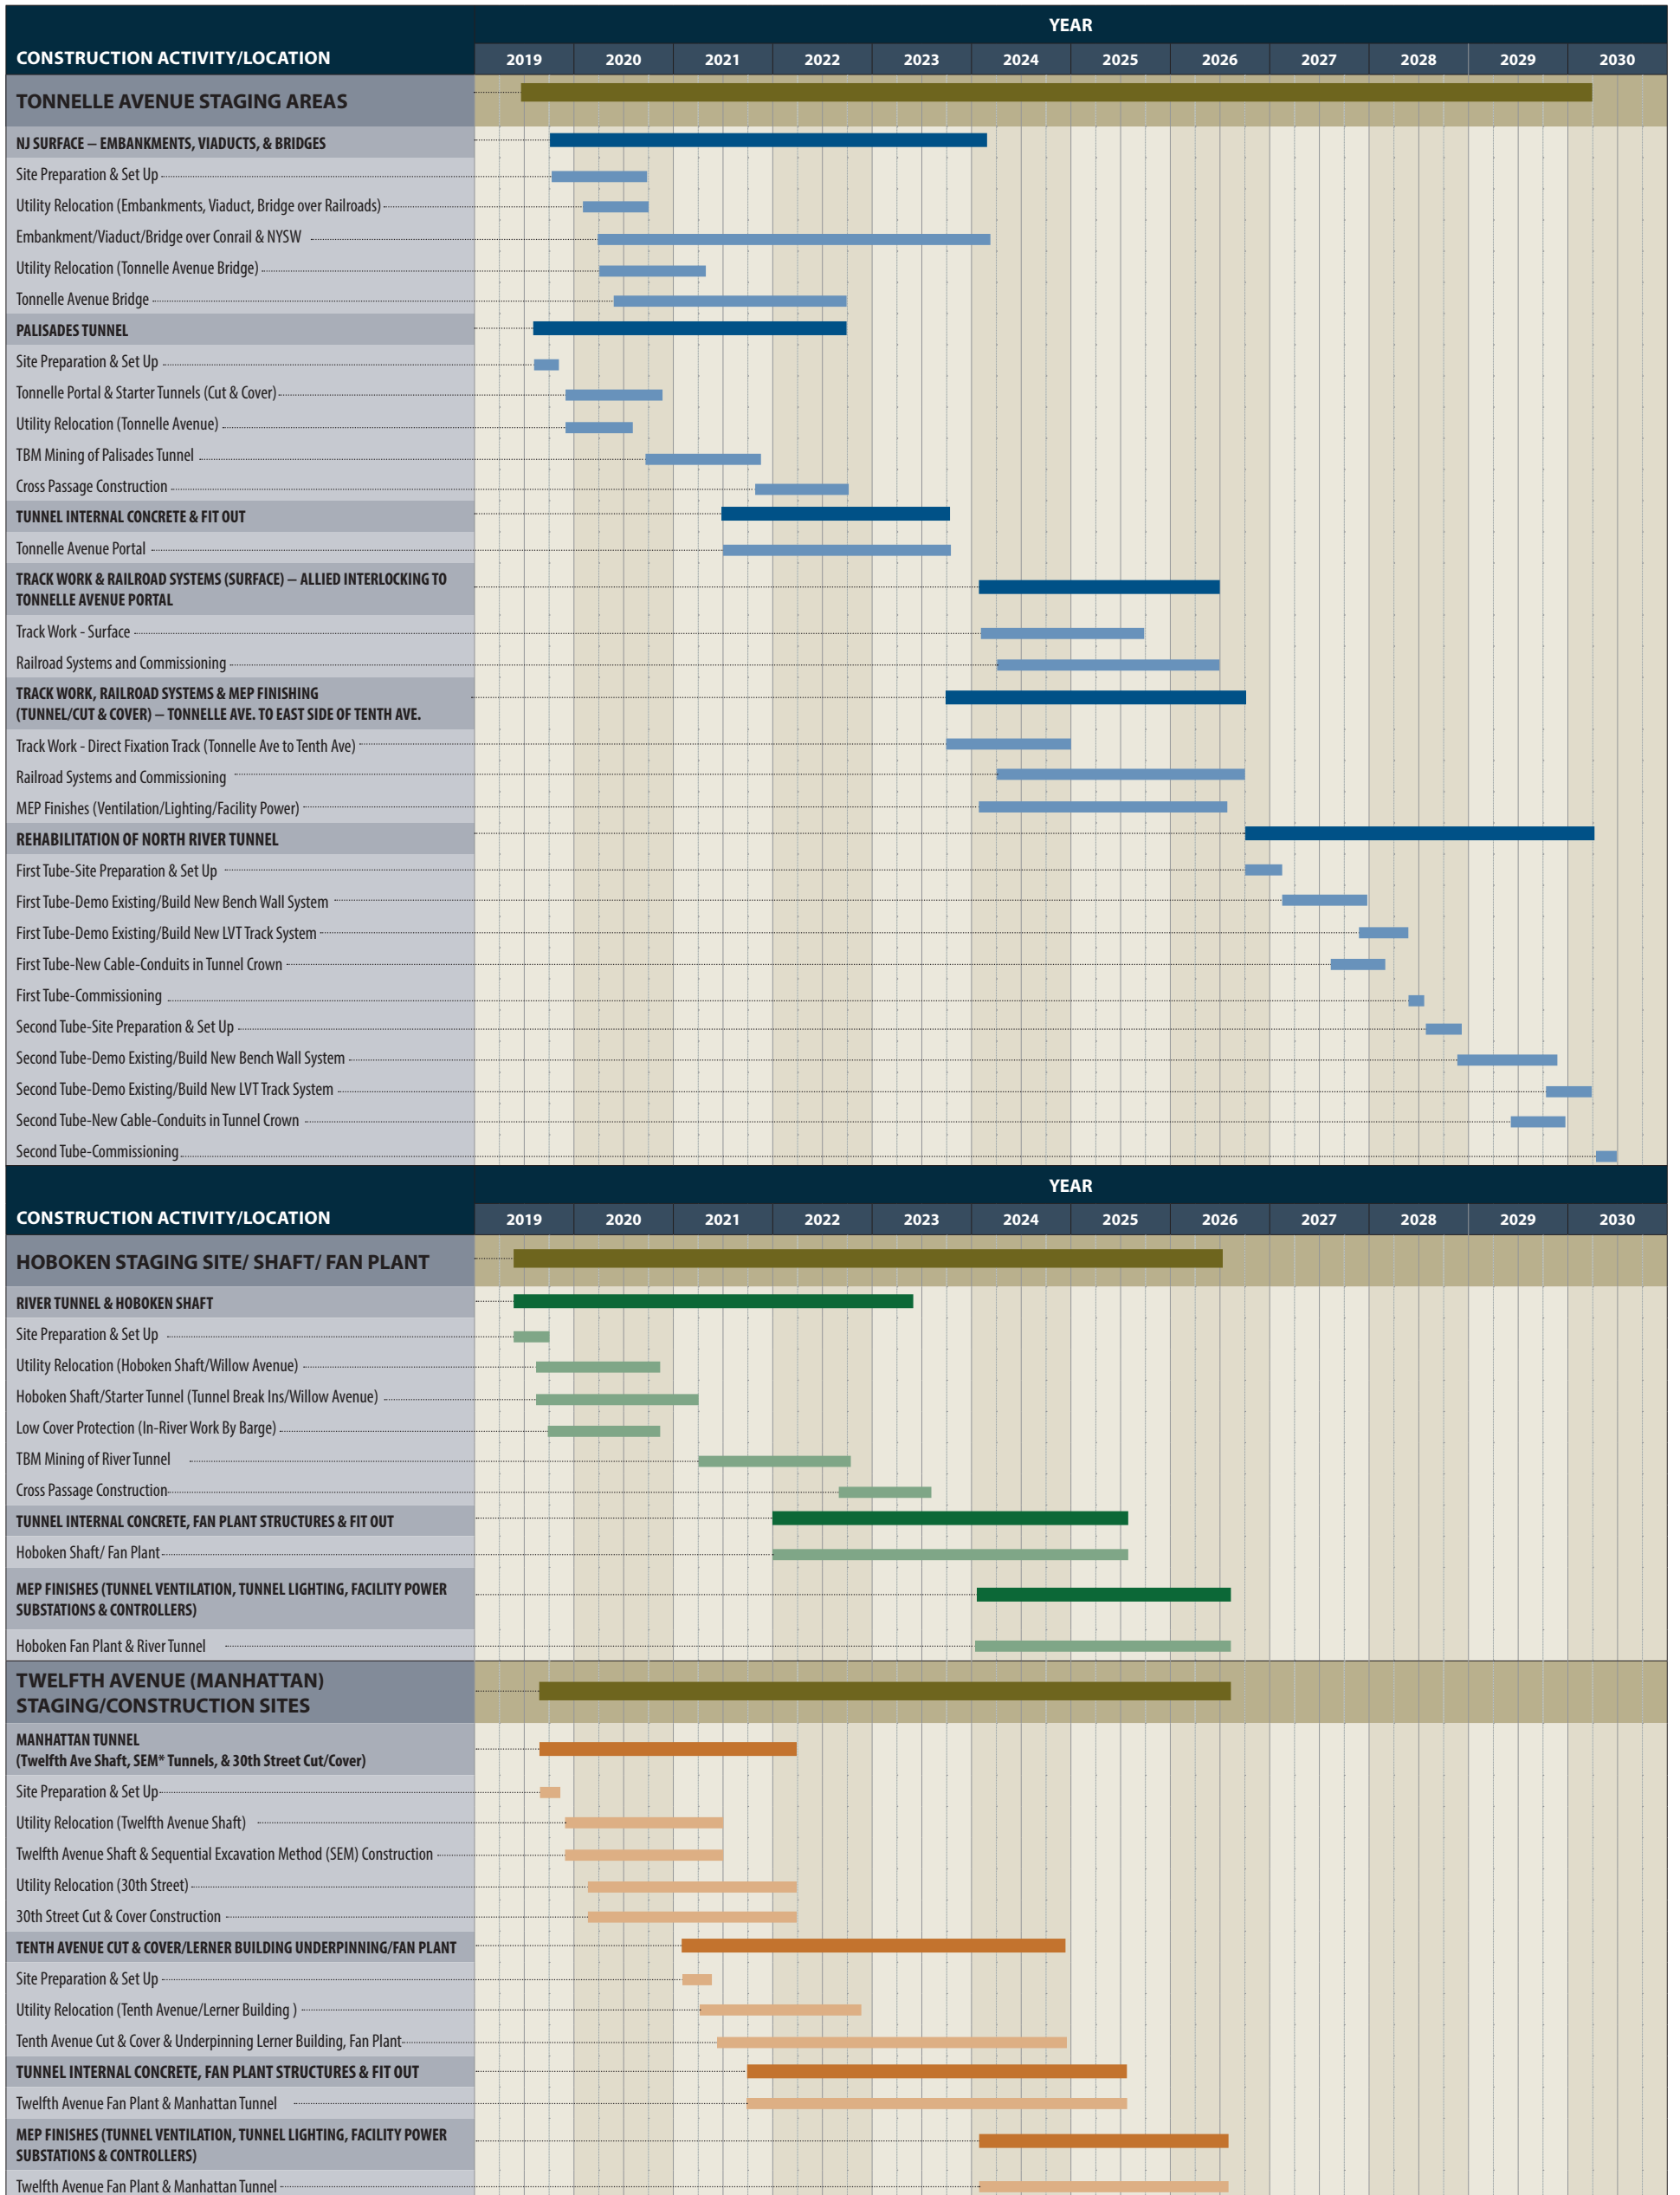 YEAR
CONSTRUCTION ACTIVITY/LOCATION
2019 2020 2021 2022 2023 2024 2025 2026 2027 2028 2029 2030
TONNELLE AVENUE STAGING AREAS
NJ SURFACE – EMBANKMENTS, VIADUCTS, & BRIDGES
Site Preparation & Set Up
Utility Relocation (Embankments, Viaduct, Bridge over Railroads)
Embankment/Viaduct/Bridge over Conrail & NYSW
Utility Relocation (Tonnelle Avenue Bridge)
Tonnelle Avenue Bridge
PALISADES TUNNEL
Site Preparation & Set Up
Tonnelle Portal & Starter Tunnels (Cut & Cover)
Utility Relocation (Tonnelle Avenue)
TBM Mining of Palisades Tunnel
Cross Passage Construction
TUNNEL INTERNAL CONCRETE & FIT OUT
Tonnelle Avenue Portal
TRACK WORK & RAILROAD SYSTEMS (SURFACE) – ALLIED INTERLOCKING TO
TONNELLE AVENUE PORTAL
Track Work - Surface
Railroad Systems and Commissioning
TRACK WORK, RAILROAD SYSTEMS & MEP FINISHING
(TUNNEL/CUT & COVER) – TONNELLE AVE. TO EAST SIDE OF TENTH AVE.
Track Work - Direct Fixation Track (Tonnelle Ave to Tenth Ave)
Railroad Systems and Commissioning
MEP Finishes (Ventilation/Lighting/Facility Power)
REHABILITATION OF NORTH RIVER TUNNEL
First Tube-Site Preparation & Set Up
First Tube-Demo Existing/Build New Bench Wall System
First Tube-Demo Existing/Build New LVT Track System
First Tube-New Cable-Conduits in Tunnel Crown
First Tube-Commissioning
Second Tube-Site Preparation & Set Up
Second Tube-Demo Existing/Build New Bench Wall System
Second Tube-Demo Existing/Build New LVT Track System
Second Tube-New Cable-Conduits in Tunnel Crown
Second Tube-Commissioning
YEAR
CONSTRUCTION ACTIVITY/LOCATION
2019 2020 2021 2022 2023 2024 2025 2026 2027 2028 2029 2030
HOBOKEN STAGING SITE/ SHAFT/ FAN PLANT
RIVER TUNNEL & HOBOKEN SHAFT
Site Preparation & Set Up
Utility Relocation (Hoboken Shaft/Willow Avenue)
Hoboken Shaft/Starter Tunnel (Tunnel Break Ins/Willow Avenue)
Low Cover Protection (In-River Work By Barge)
TBM Mining of River Tunnel
Cross Passage Construction
TUNNEL INTERNAL CONCRETE, FAN PLANT STRUCTURES & FIT OUT
Hoboken Shaft/ Fan Plant
MEP FINISHES (TUNNEL VENTILATION, TUNNEL LIGHTING, FACILITY POWER
SUBSTATIONS & CONTROLLERS)
Hoboken Fan Plant & River Tunnel
TWELFTH AVENUE (MANHATTAN)
STAGING/CONSTRUCTION SITES
MANHATTAN TUNNEL
(Twelfth Ave Shaft, SEM* Tunnels, & 30th Street Cut/Cover)
Site Preparation & Set Up
Utility Relocation (Twelfth Avenue Shaft)
Twelfth Avenue Shaft & Sequential Excavation Method (SEM) Construction
Utility Relocation (30th Street)
30th Street Cut & Cover Construction
TENTH AVENUE CUT & COVER/LERNER BUILDING UNDERPINNING/FAN PLANT
Site Preparation & Set Up
Utility Relocation (Tenth Avenue/Lerner Building )
Tenth Avenue Cut & Cover & Underpinning Lerner Building, Fan Plant
TUNNEL INTERNAL CONCRETE, FAN PLANT STRUCTURES & FIT OUT
Twelfth Avenue Fan Plant & Manhattan Tunnel
MEP FINISHES (TUNNEL VENTILATION, TUNNEL LIGHTING, FACILITY POWER
SUBSTATIONS & CONTROLLERS)
Twelfth Avenue Fan Plant & Manhattan Tunnel